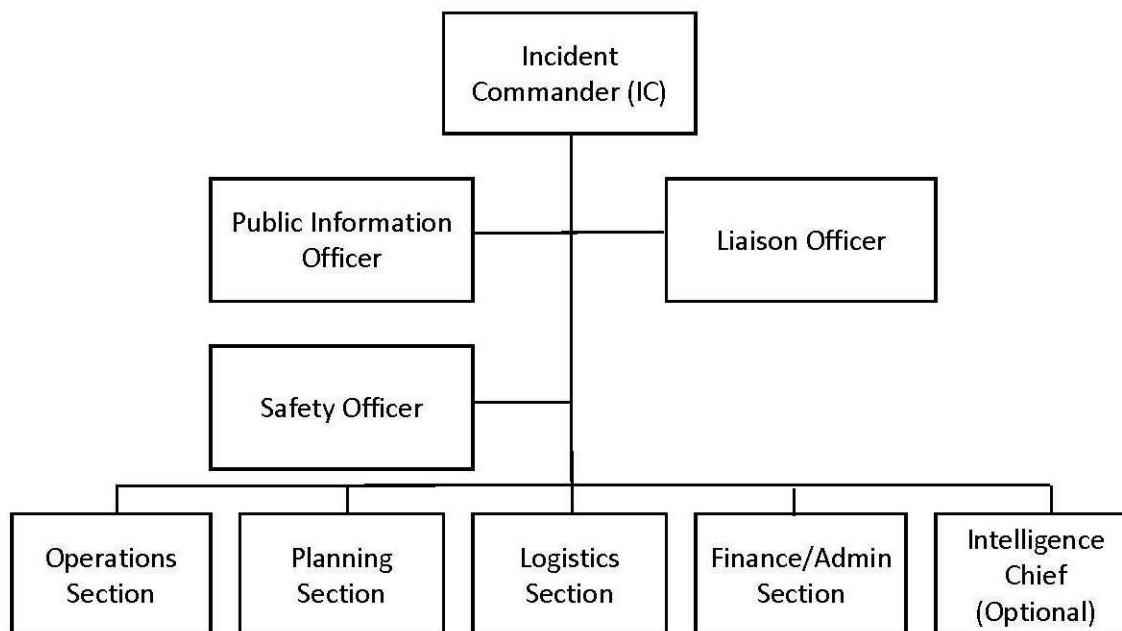 Incident
Commander (IC)
Public Information
Officer
Liaison Officer
Safety Officer
Operations
Section
Planning
Section
Logistics
Section
Finance/Admin
Section
Intelligence
Chief
(Optional)